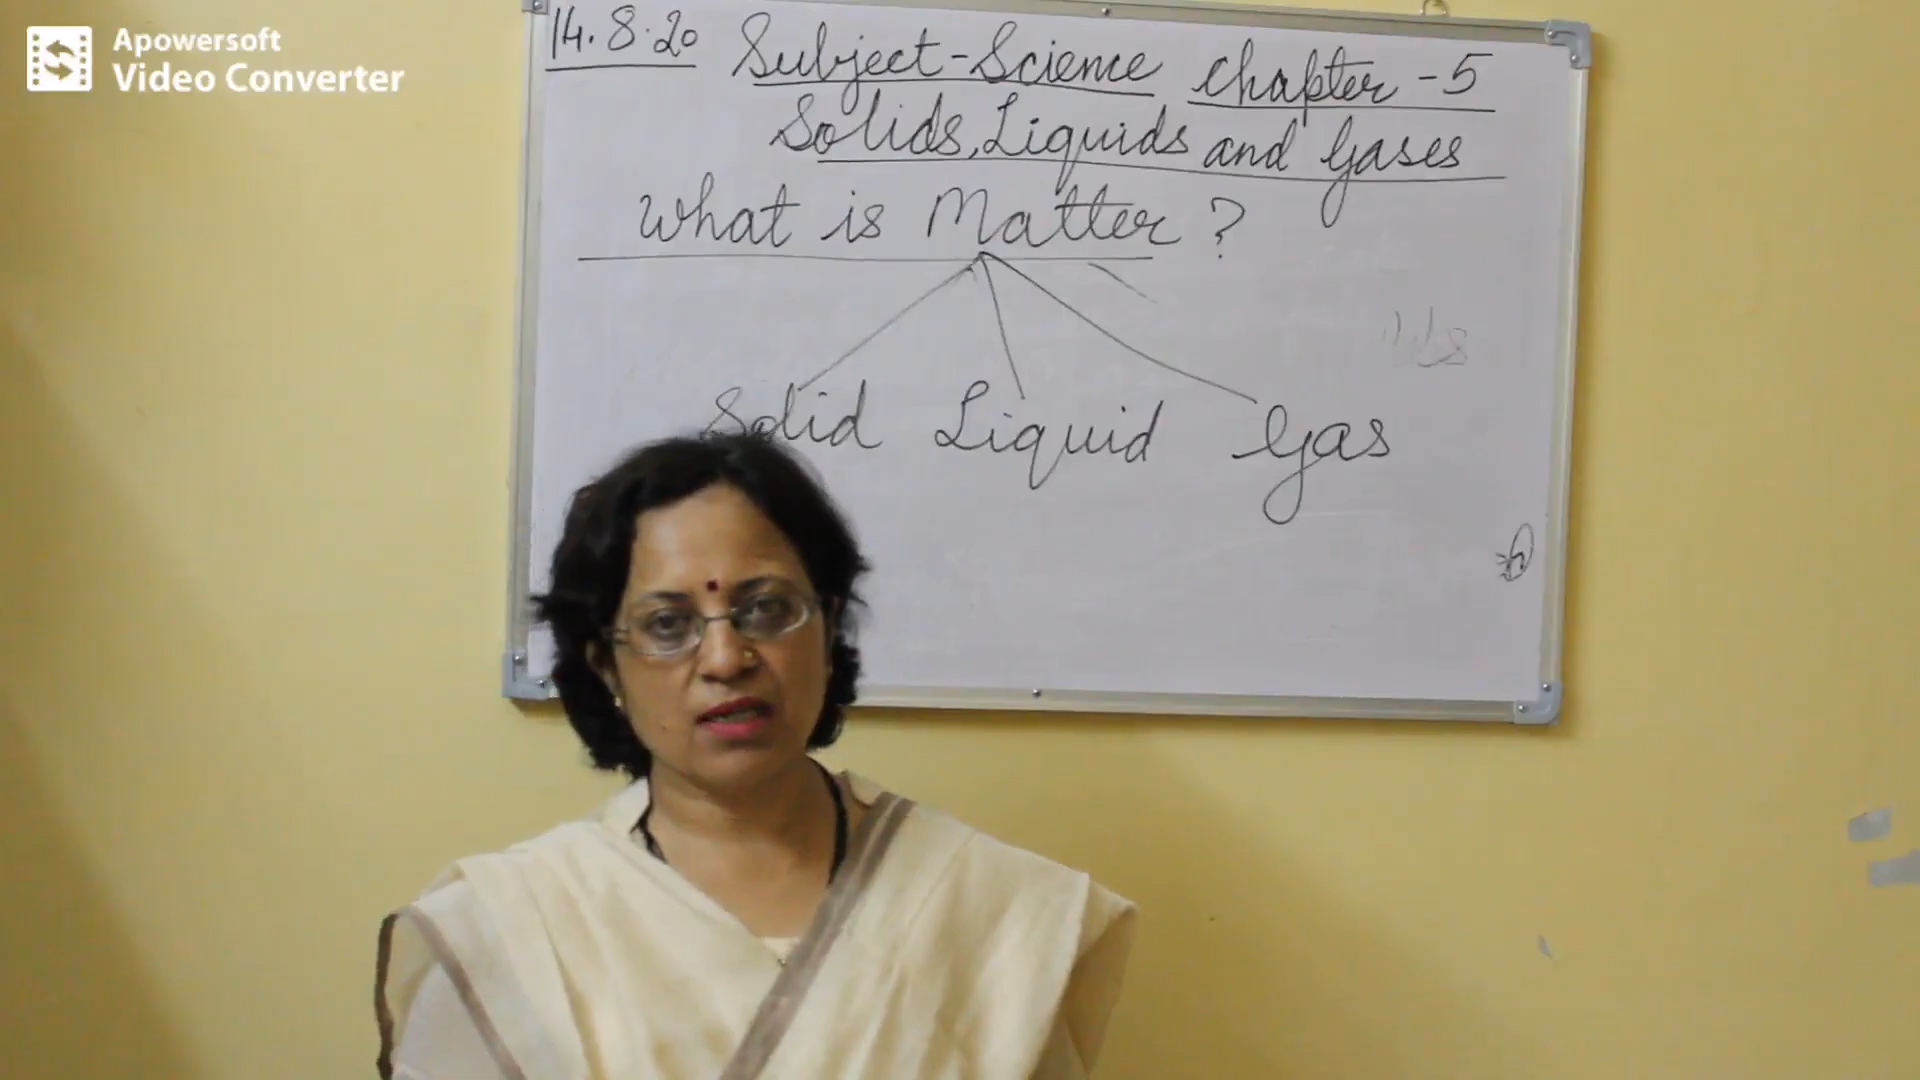 Apowersoft
Video Converter
14.8.20 Subject-Science Chapter-5
Solids, Liquids and Gases
What is Matter ?
Solid Liquid Gas